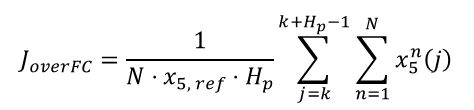 J_{overFC} = \frac{1}{N \cdot x_{5, ref} \cdot H_p} \sum_{j=k}^{k+H_p-1} \sum_{n=1}^{N} x_5^n(j)